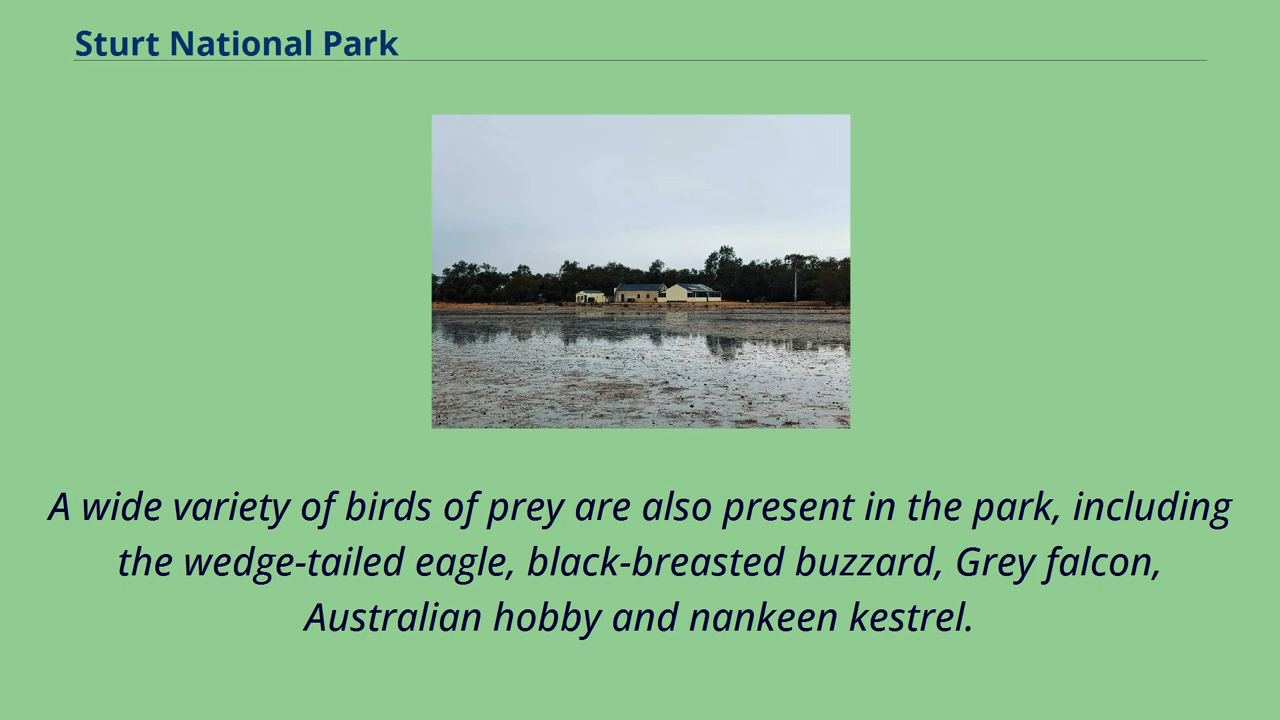 Sturt National Park
A wide variety of birds of prey are also present in the park, including
the wedge-tailed eagle, black-breasted buzzard, Grey falcon,
Australian hobby and nankeen kestrel.